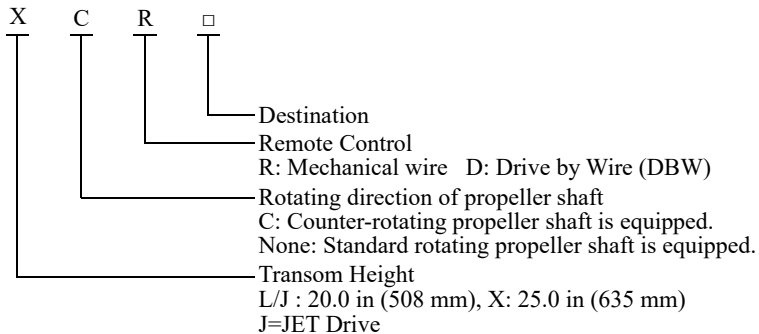 X C R □
Destination
Remote Control
R: Mechanical wire D: Drive by Wire (DBW)
Rotating direction of propeller shaft
C: Counter-rotating propeller shaft is equipped.
None: Standard rotating propeller shaft is equipped.
Transom Height
L/J : 20.0 in (508 mm), X: 25.0 in (635 mm)
J=JET Drive